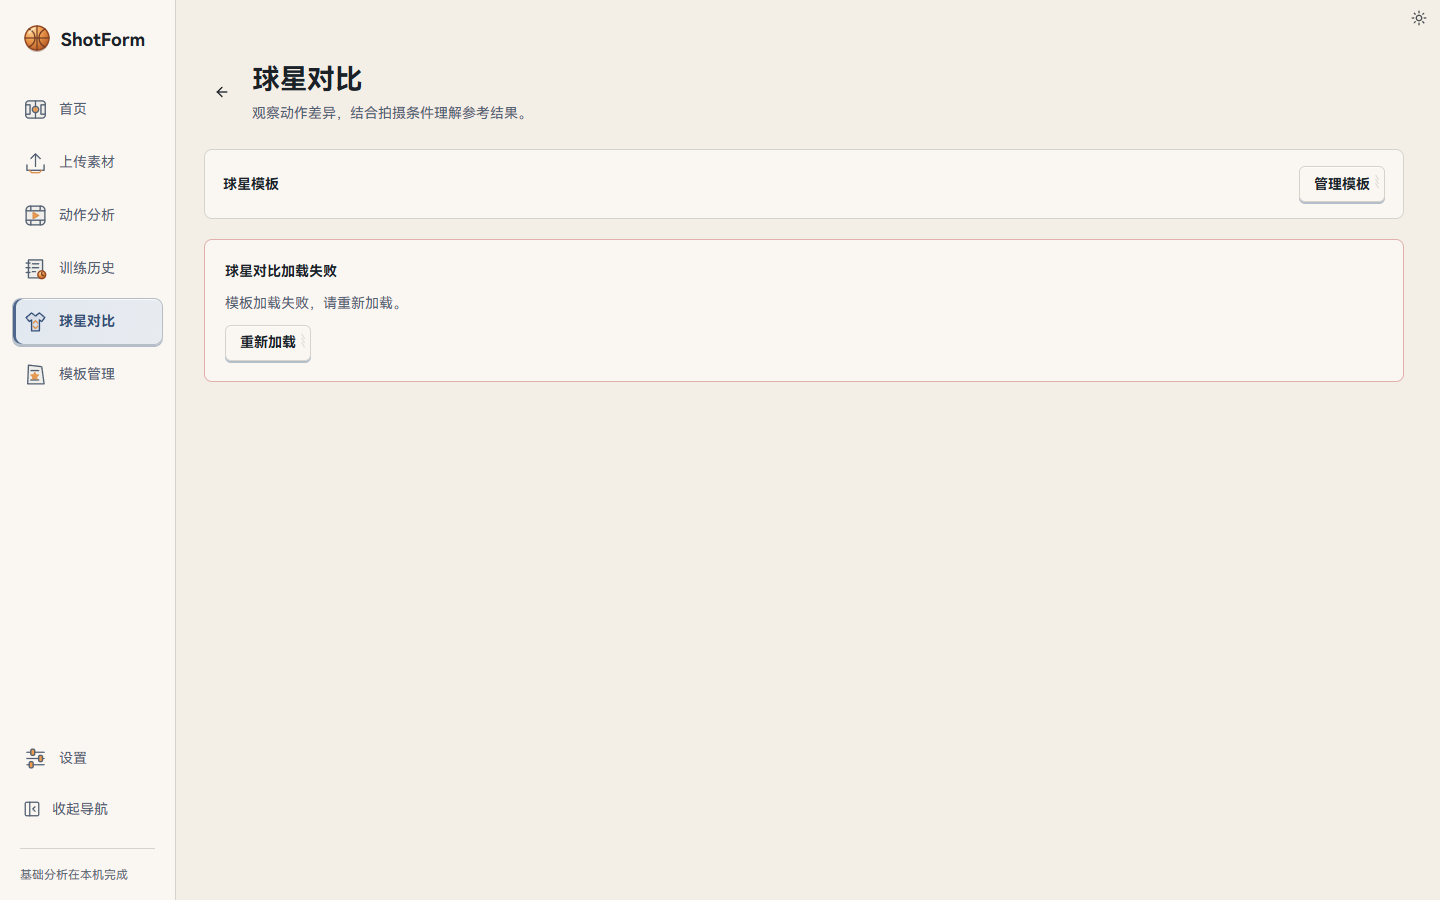 ShotForm
首页
上传素材
动作分析
训练历史
球星对比
模板管理
设置
收起导航
基础分析在本机完成
球星对比
观察动作差异，结合拍摄条件理解参考结果。
球星模板
管理模板
球星对比加载失败
模板加载失败，请重新加载。
重新加载